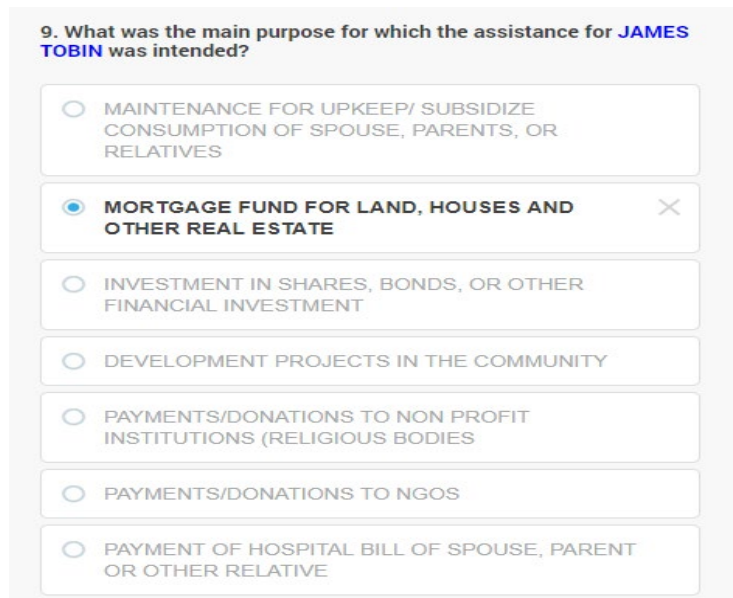 9. What was the main purpose for which the assistance for JAMES
TOBIN was intended?
MAINTENANCE FOR UPKEEP/ SUBSIDIZE
CONSUMPTION OF SPOUSE, PARENTS, OR
RELATIVES
MORTGAGE FUND FOR LAND, HOUSES AND
OTHER REAL ESTATE
INVESTMENT IN SHARES, BONDS, OR OTHER
FINANCIAL INVESTMENT
DEVELOPMENT PROJECTS IN THE COMMUNITY
PAYMENTS/DONATIONS TO NON PROFIT
INSTITUTIONS (RELIGIOUS BODIES
PAYMENTS/DONATIONS TO NGOS
PAYMENT OF HOSPITAL BILL OF SPOUSE, PARENT
OR OTHER RELATIVE